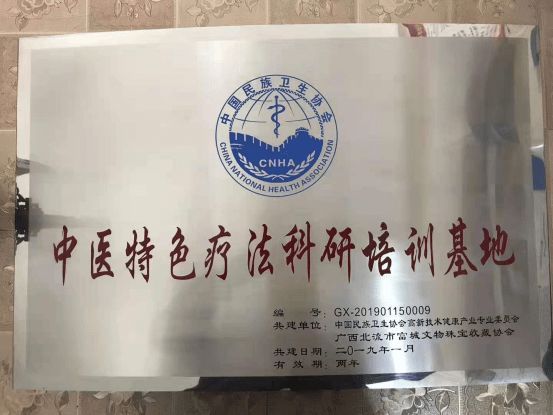 中国民族卫生协会
CNHA
CHINA NATIONAL HEALTH ASSOCIATION
中医特色疗法科研培训基地
编 号：GX-201901150009
共建单位：中国民族卫生协会高新技术健康产业专业委员会
广西北流市富城文物珠宝收藏协会
共建日期：二0一九年一月
有效期：两年